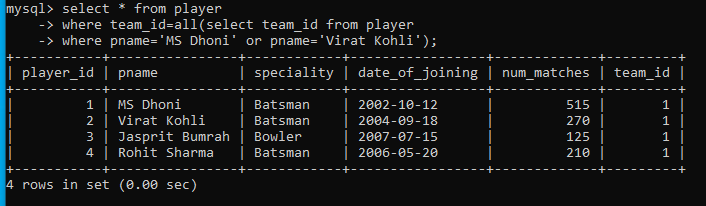 mysql> select * from player
    -> where team_id=all(select team_id from player
    -> where pname='MS Dhoni' or pname='Virat Kohli');
+-----------+----------------+------------+-----------------+-------------+---------+
| player_id | pname          | speciality | date_of_joining | num_matches | team_id |
+-----------+----------------+------------+-----------------+-------------+---------+
|         1 | MS Dhoni       | Batsman    | 2002-10-12      |         515 |       1 |
|         2 | Virat Kohli    | Batsman    | 2004-09-18      |         270 |       1 |
|         3 | Jasprit Bumrah | Bowler     | 2007-07-15      |         125 |       1 |
|         4 | Rohit Sharma   | Batsman    | 2006-05-20      |         210 |       1 |
+-----------+----------------+------------+-----------------+-------------+---------+
4 rows in set (0.00 sec)